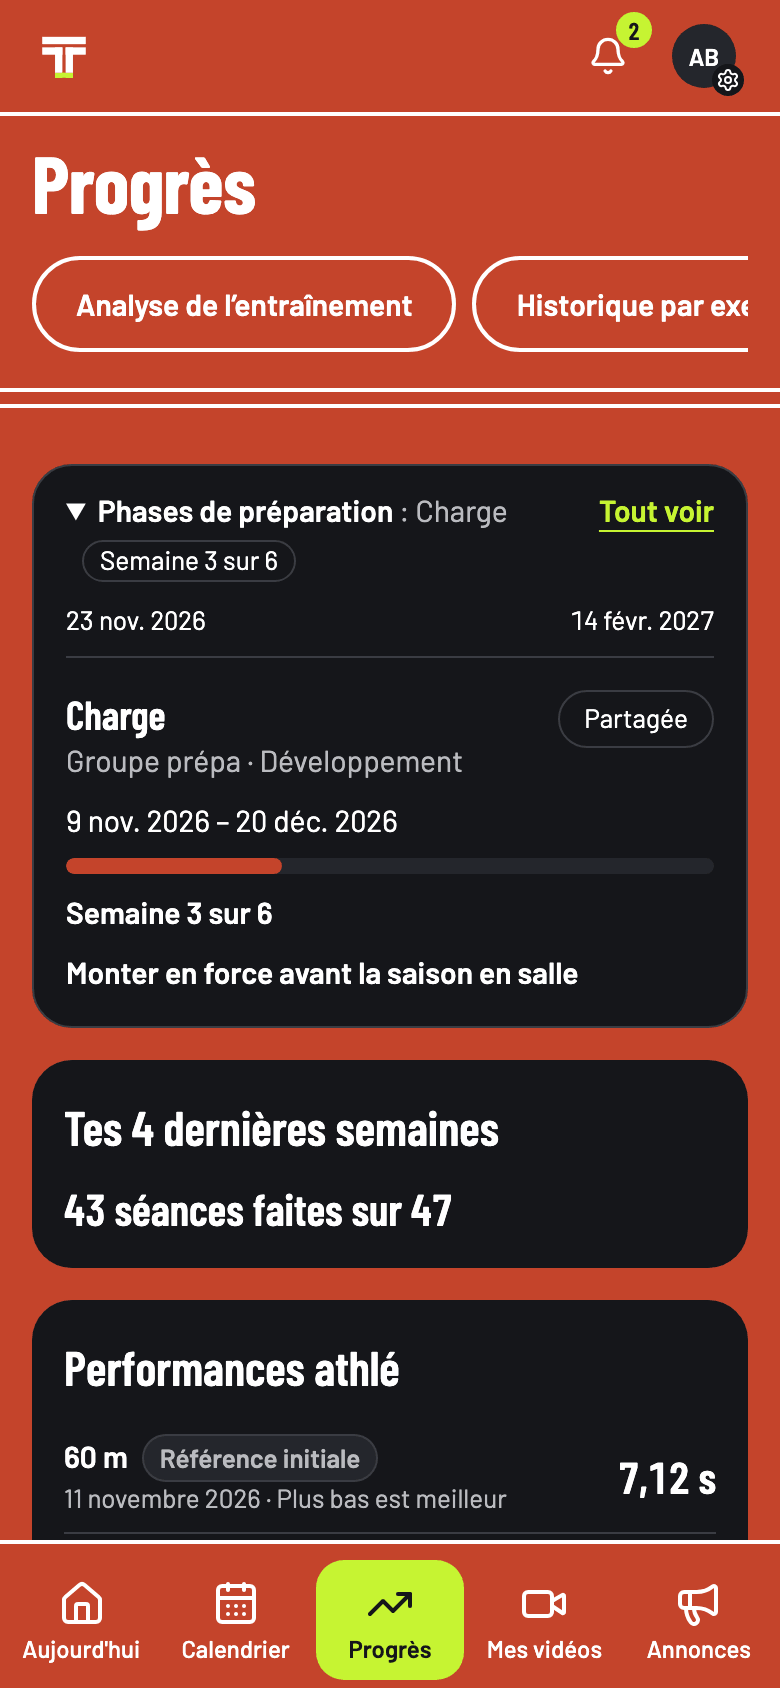 2
AB
Progrès
Analyse de l’entraînement
Historique par exe
▼ Phases de préparation : Charge
Tout voir
Semaine 3 sur 6
23 nov. 2026
14 févr. 2027
Charge
Partagée
Groupe prépa · Développement
9 nov. 2026 – 20 déc. 2026
Semaine 3 sur 6
Monter en force avant la saison en salle
Tes 4 dernières semaines
43 séances faites sur 47
Performances athlé
60 m
Référence initiale
11 novembre 2026 · Plus bas est meilleur
7,12 s
Aujourd'hui
Calendrier
Progrès
Mes vidéos
Annonces